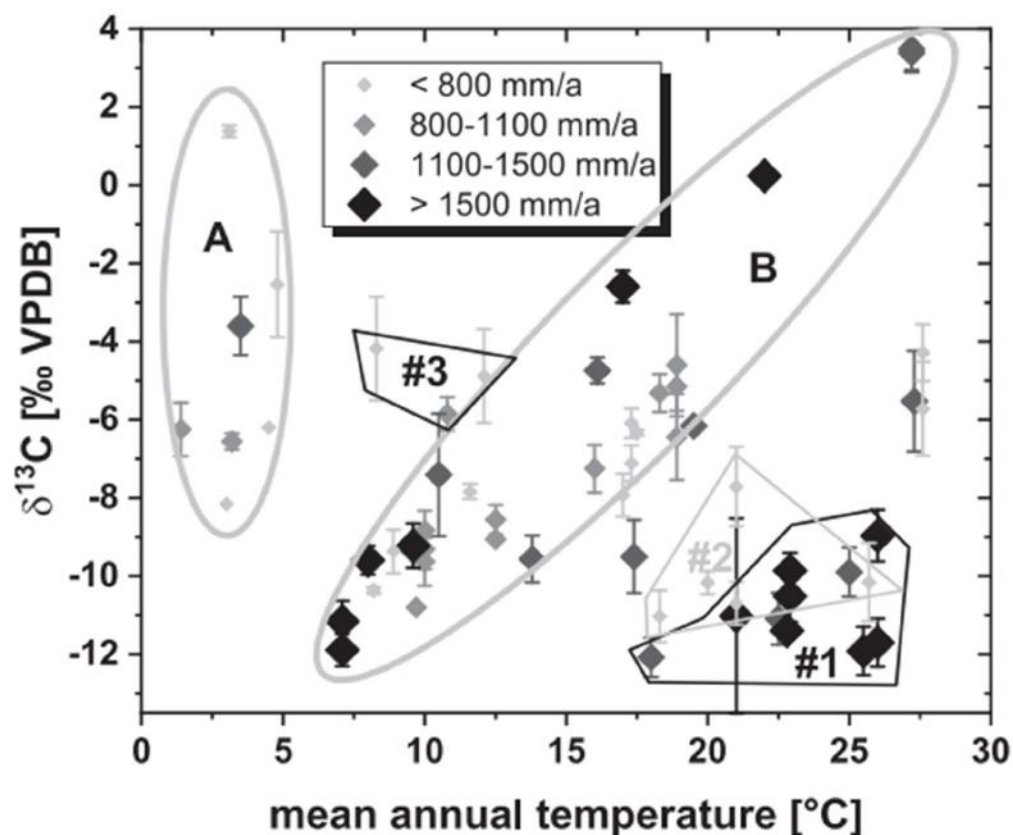 4
2
0
-2
-4
-6
-8
-10
-12
δ¹³C [‰ VPDB]
< 800 mm/a
800-1100 mm/a
1100-1500 mm/a
> 1500 mm/a
A
B
#3
#2
#1
0 5 10 15 20 25 30
mean annual temperature [°C]